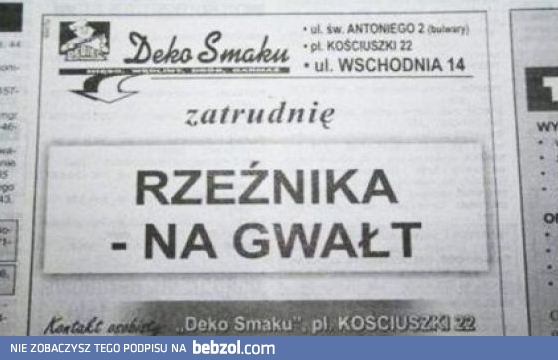 Deko Smaku
• ul. św. ANTONIEGO 2 (bulwary)
• pl. KOŚCIUSZKI 22
• ul. WSCHODNIA 14
zatrudnię
RZEŹNIKA
- NA GWAŁT
Kontakt osobisty „Deko Smaku", pl. KOŚCIUSZKI 22
NIE ZOBACZYSZ TEGO PODPISU NA bebzol.com